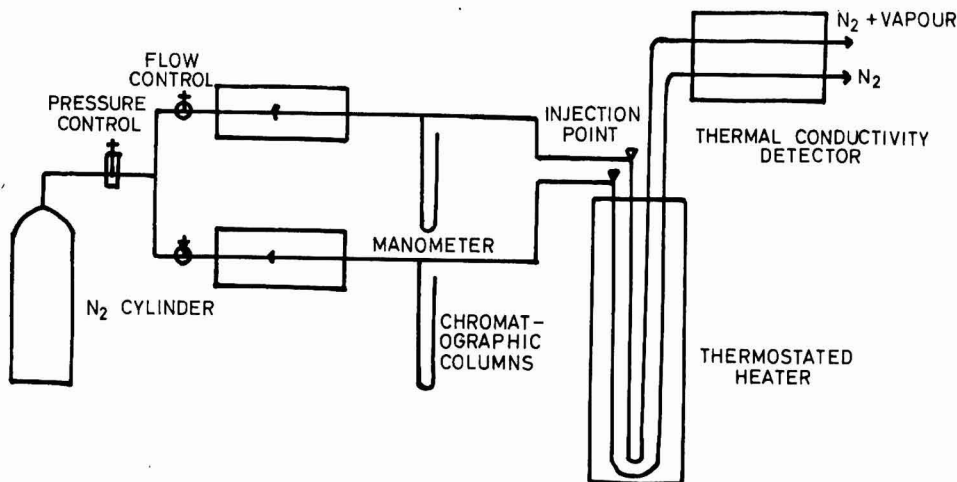 FLOW
CONTROL
PRESSURE
CONTROL
N₂ CYLINDER
MANOMETER
CHROMAT-
OGRAPHIC
COLUMNS
INJECTION
POINT
N₂ + VAPOUR
N₂
THERMAL CONDUCTIVITY
DETECTOR
THERMOSTATED
HEATER